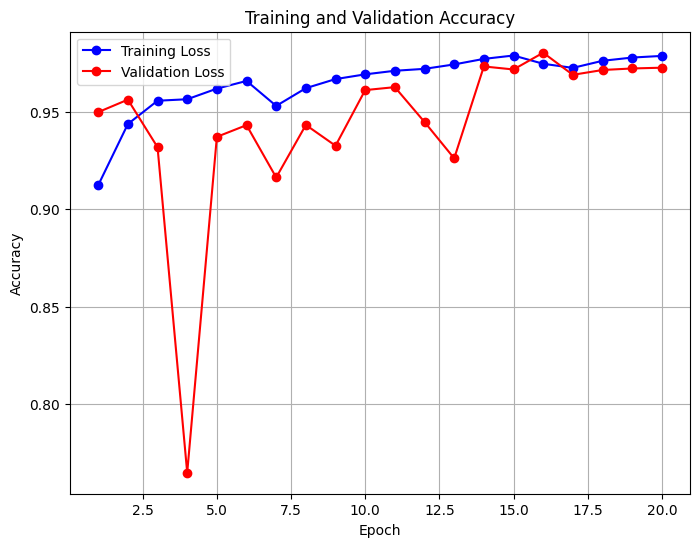 Training and Validation Accuracy
Training Loss
Validation Loss
Accuracy
0.95
0.90
0.85
0.80
2.5 5.0 7.5 10.0 12.5 15.0 17.5 20.0
Epoch